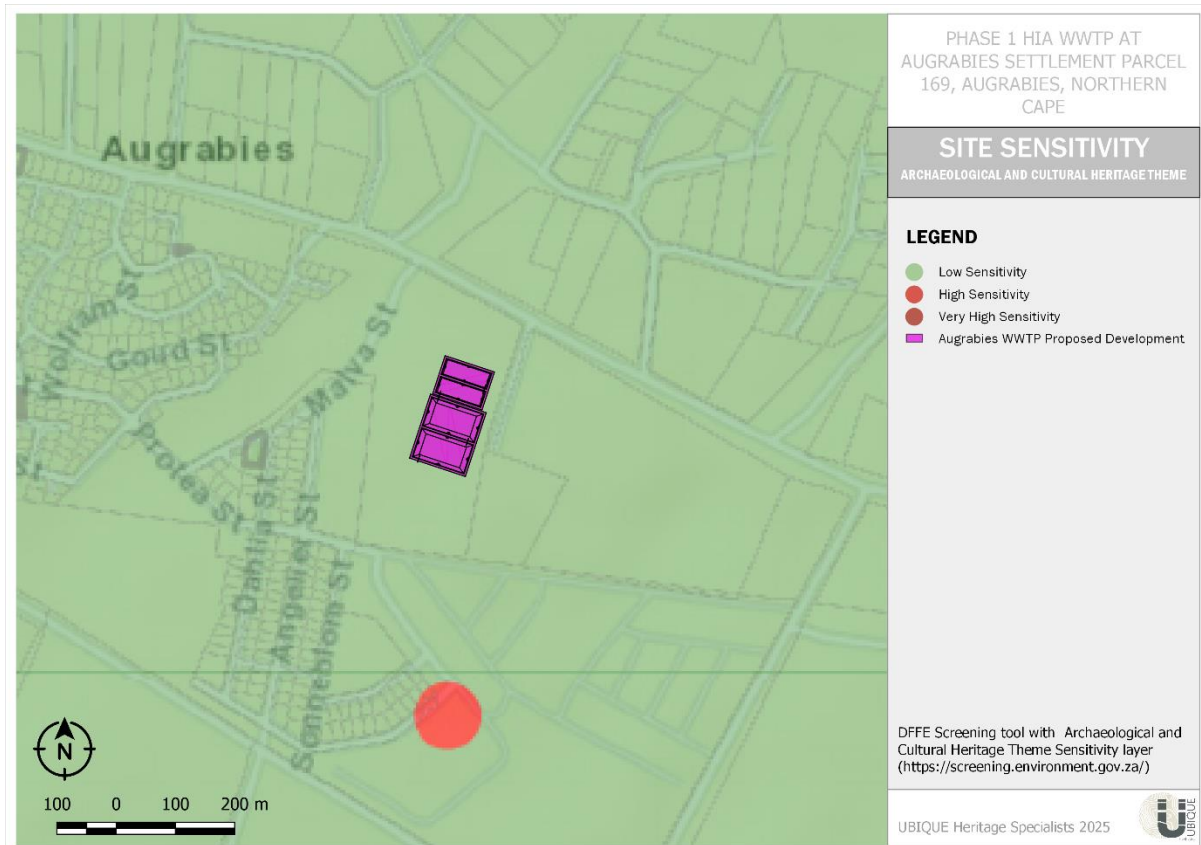 Augrabies
Wolfram St
Goud St
Malva St
Protea St
St
Dahlia St
Angelier St
Sonneblom St
N
100 0 100 200 m
PHASE 1 HIA WWTP AT
AUGRABIES SETTLEMENT PARCEL
169, AUGRABIES, NORTHERN
CAPE
SITE SENSITIVITY
ARCHAEOLOGICAL AND CULTURAL HERITAGE THEME
LEGEND
Low Sensitivity
High Sensitivity
Very High Sensitivity
Augrabies WWTP Proposed Development
DFFE Screening tool with Archaeological and
Cultural Heritage Theme Sensitivity layer
(https://screening.environment.gov.za/)
UBIQUE Heritage Specialists 2025
UBIQUE